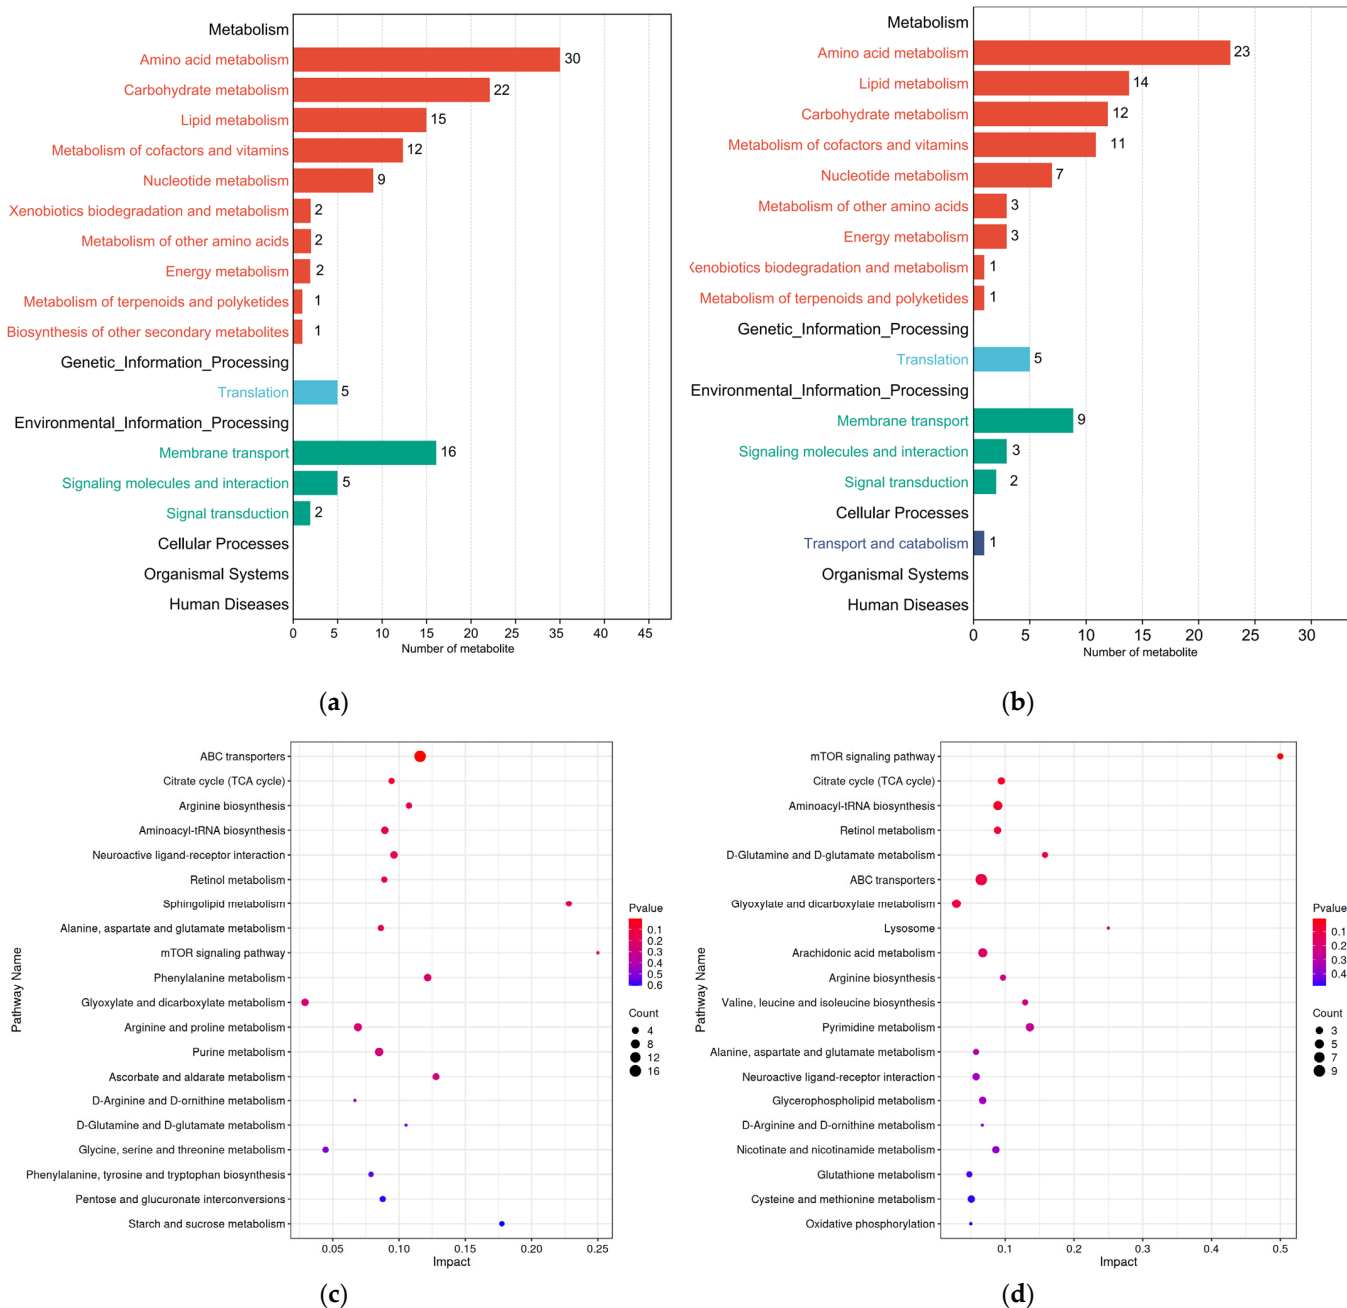 Metabolism
Amino acid metabolism 30
Carbohydrate metabolism 22
Lipid metabolism 15
Metabolism of cofactors and vitamins 12
Nucleotide metabolism 9
Xenobiotics biodegradation and metabolism 2
Metabolism of other amino acids 2
Energy metabolism 2
Metabolism of terpenoids and polyketides 1
Biosynthesis of other secondary metabolites 1
Genetic_Information_Processing
Translation 5
Environmental_Information_Processing
Membrane transport 16
Signaling molecules and interaction 5
Signal transduction 2
Cellular Processes
Organismal Systems
Human Diseases
0 5 10 15 20 25 35 40 45
Number of metabolite
(a)
Metabolism
Amino acid metabolism 23
Lipid metabolism 14
Carbohydrate metabolism 12
Metabolism of cofactors and vitamins 11
Nucleotide metabolism 7
Metabolism of other amino acids 3
Energy metabolism 3
Xenobiotics biodegradation and metabolism 1
Metabolism of terpenoids and polyketides 1
Genetic_Information_Processing
Translation 5
Environmental_Information_Processing
Membrane transport 9
Signaling molecules and interaction 3
Signal transduction 2
Cellular Processes
Transport and catabolism 1
Organismal Systems
Human Diseases
0 5 10 15 20 25 30
Number of metabolite
(b)
Pathway Name
ABC transporters
Citrate cycle (TCA cycle)
Arginine biosynthesis
Aminoacyl-tRNA biosynthesis
Neuroactive ligand-receptor interaction
Retinol metabolism
Sphingolipid metabolism
Alanine, aspartate and glutamate metabolism
mTOR signaling pathway
Phenylalanine metabolism
Glyoxylate and dicarboxylate metabolism
Arginine and proline metabolism
Purine metabolism
Ascorbate and aldarate metabolism
D-Arginine and D-ornithine metabolism
D-Glutamine and D-glutamate metabolism
Glycine, serine and threonine metabolism
Phenylalanine, tyrosine and tryptophan biosynthesis
Pentose and glucuronate interconversions
Starch and sucrose metabolism
0.05 0.10 0.15 0.20 0.25
Impact
Pvalue
0.1
0.2
0.3
0.4
0.5
0.6
Count
4
8
12
16
(c)
Pathway Name
mTOR signaling pathway
Citrate cycle (TCA cycle)
Aminoacyl-tRNA biosynthesis
Retinol metabolism
D-Glutamine and D-glutamate metabolism
ABC transporters
Glyoxylate and dicarboxylate metabolism
Lysosome
Arachidonic acid metabolism
Arginine biosynthesis
Valine, leucine and isoleucine biosynthesis
Pyrimidine metabolism
Alanine, aspartate and glutamate metabolism
Neuroactive ligand-receptor interaction
Glycerophospholipid metabolism
D-Arginine and D-ornithine metabolism
Nicotinate and nicotinamide metabolism
Glutathione metabolism
Cysteine and methionine metabolism
Oxidative phosphorylation
0.1 0.2 0.3 0.4 0.5
Impact
Pvalue
0.1
0.2
0.3
0.4
Count
3
5
7
9
(d)